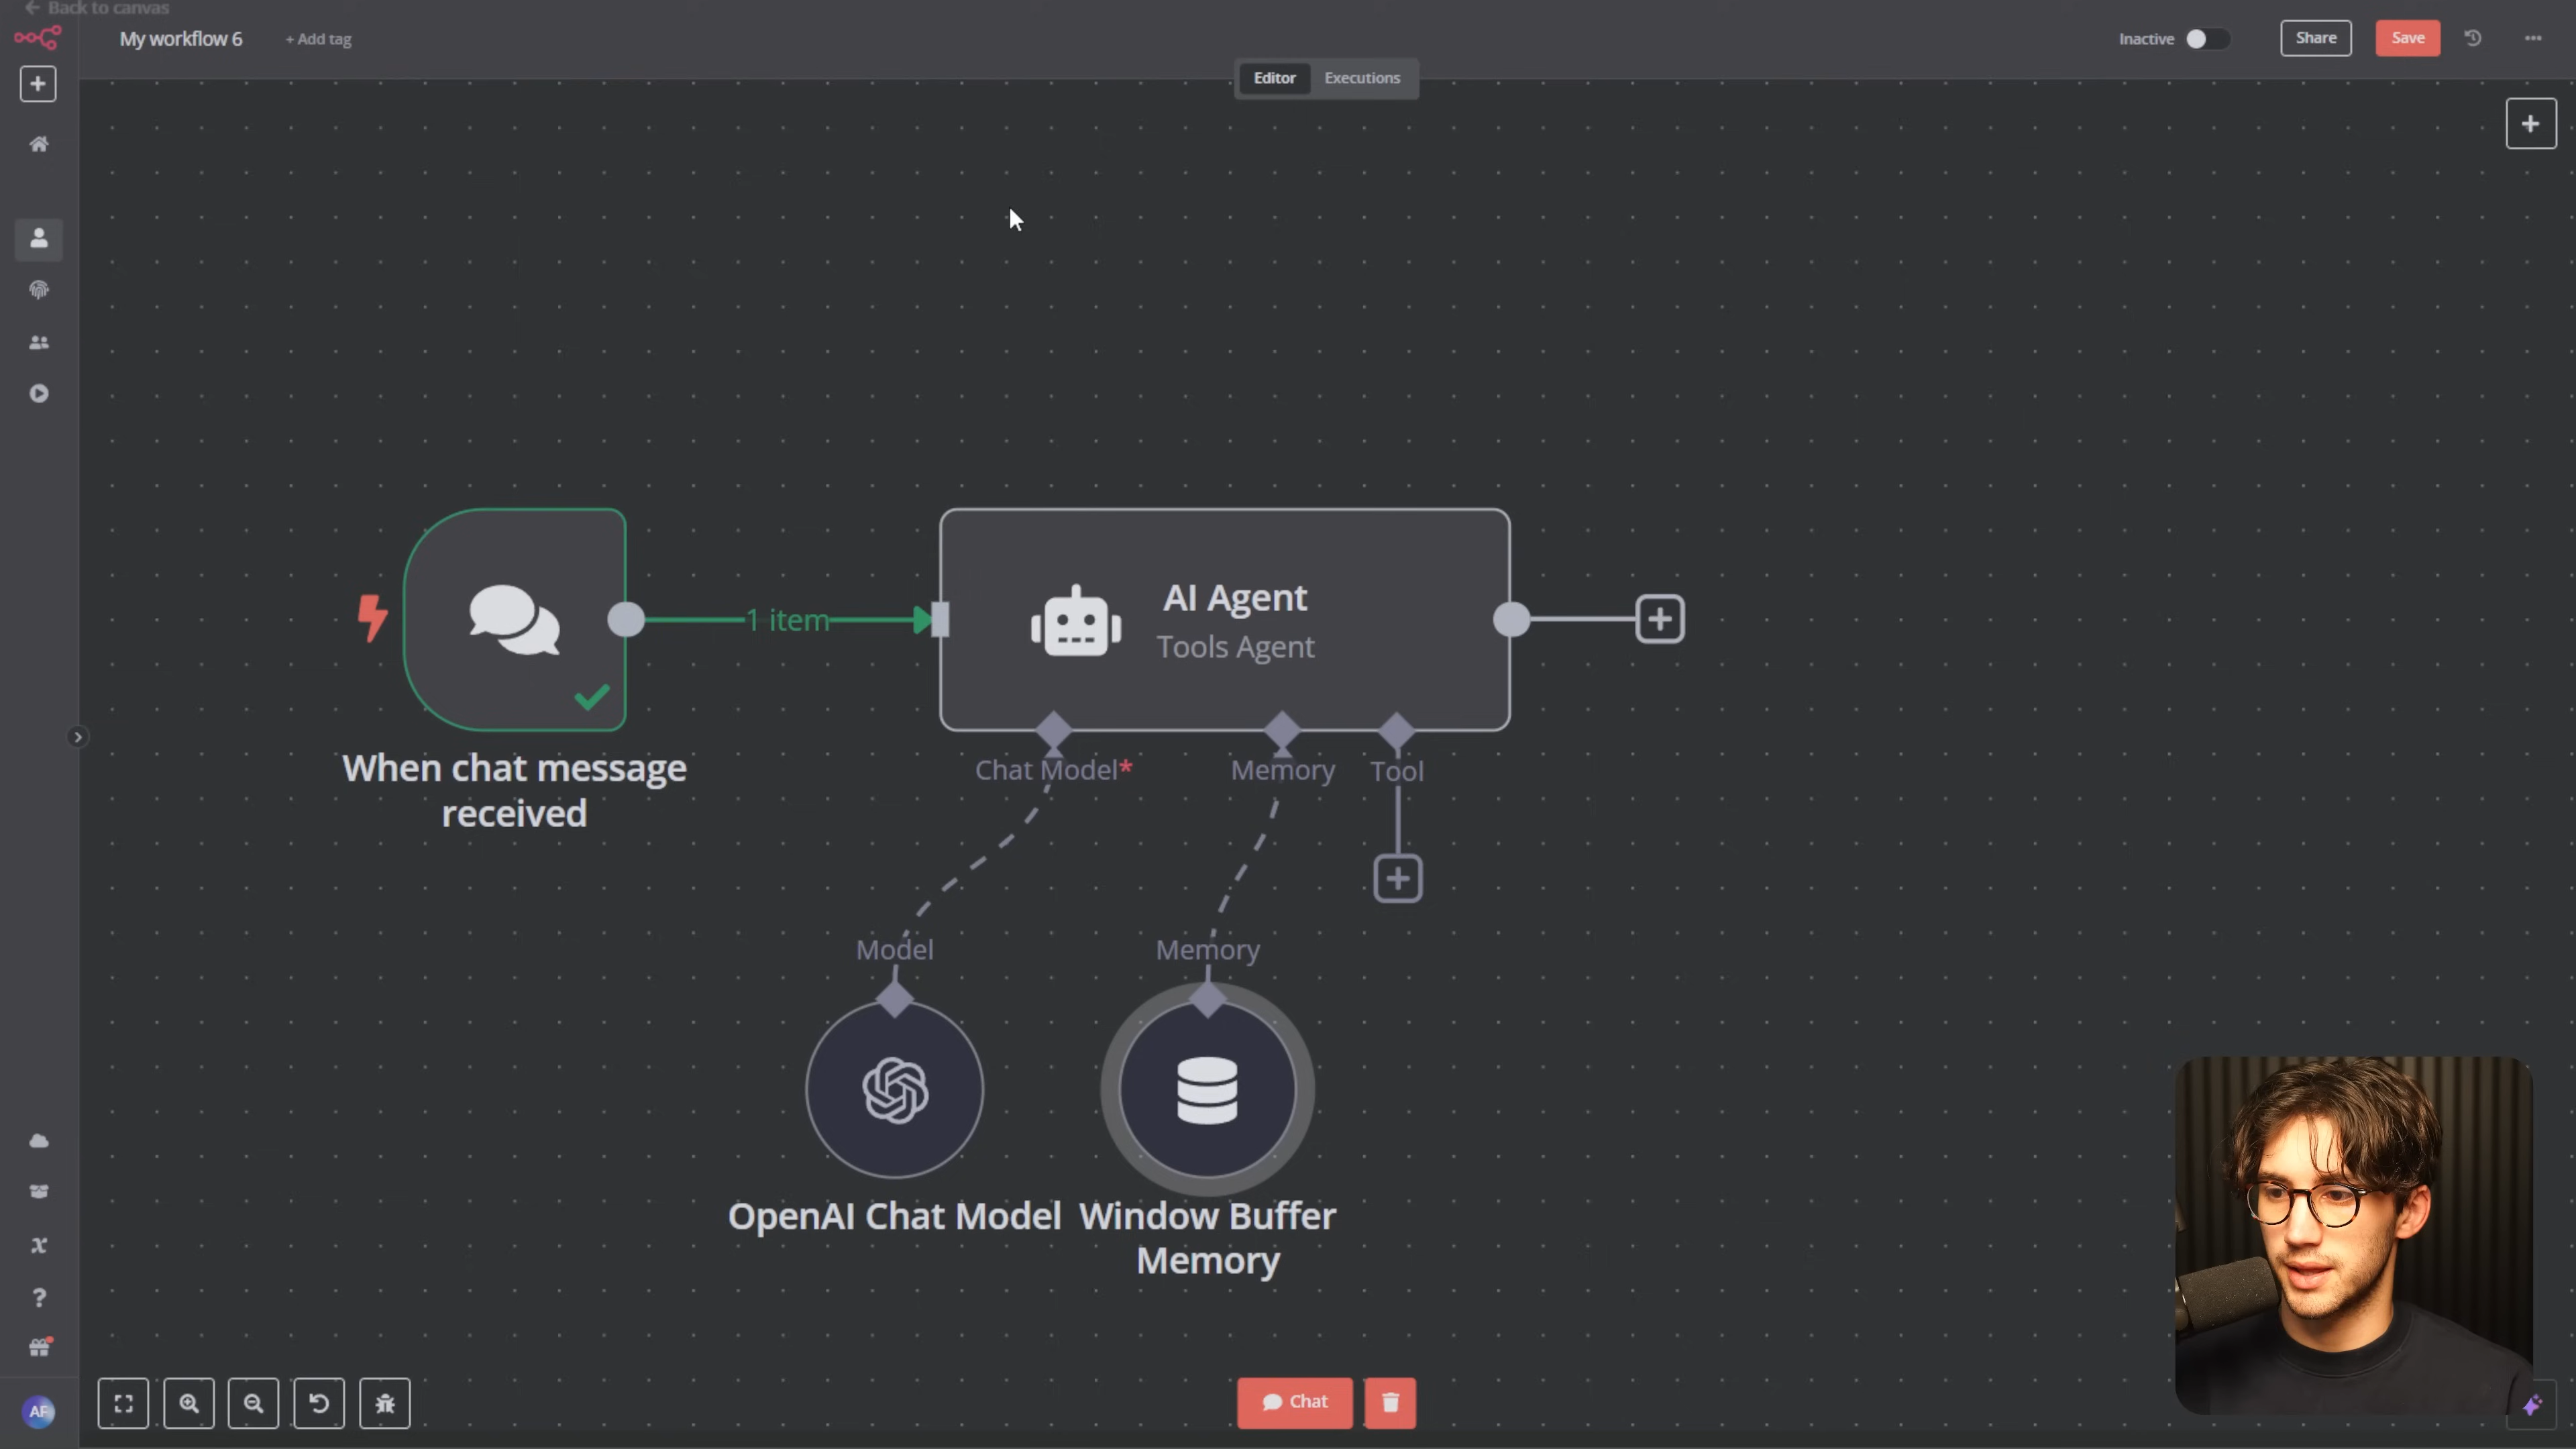 Back to canvas
My workflow 6
+ Add tag
Inactive
Share
Save
Editor
Executions
1 item
AI Agent
Tools Agent
When chat message
received
Chat Model*
Memory
Tool
Model
Memory
OpenAI Chat Model
Window Buffer
Memory
Chat
AF